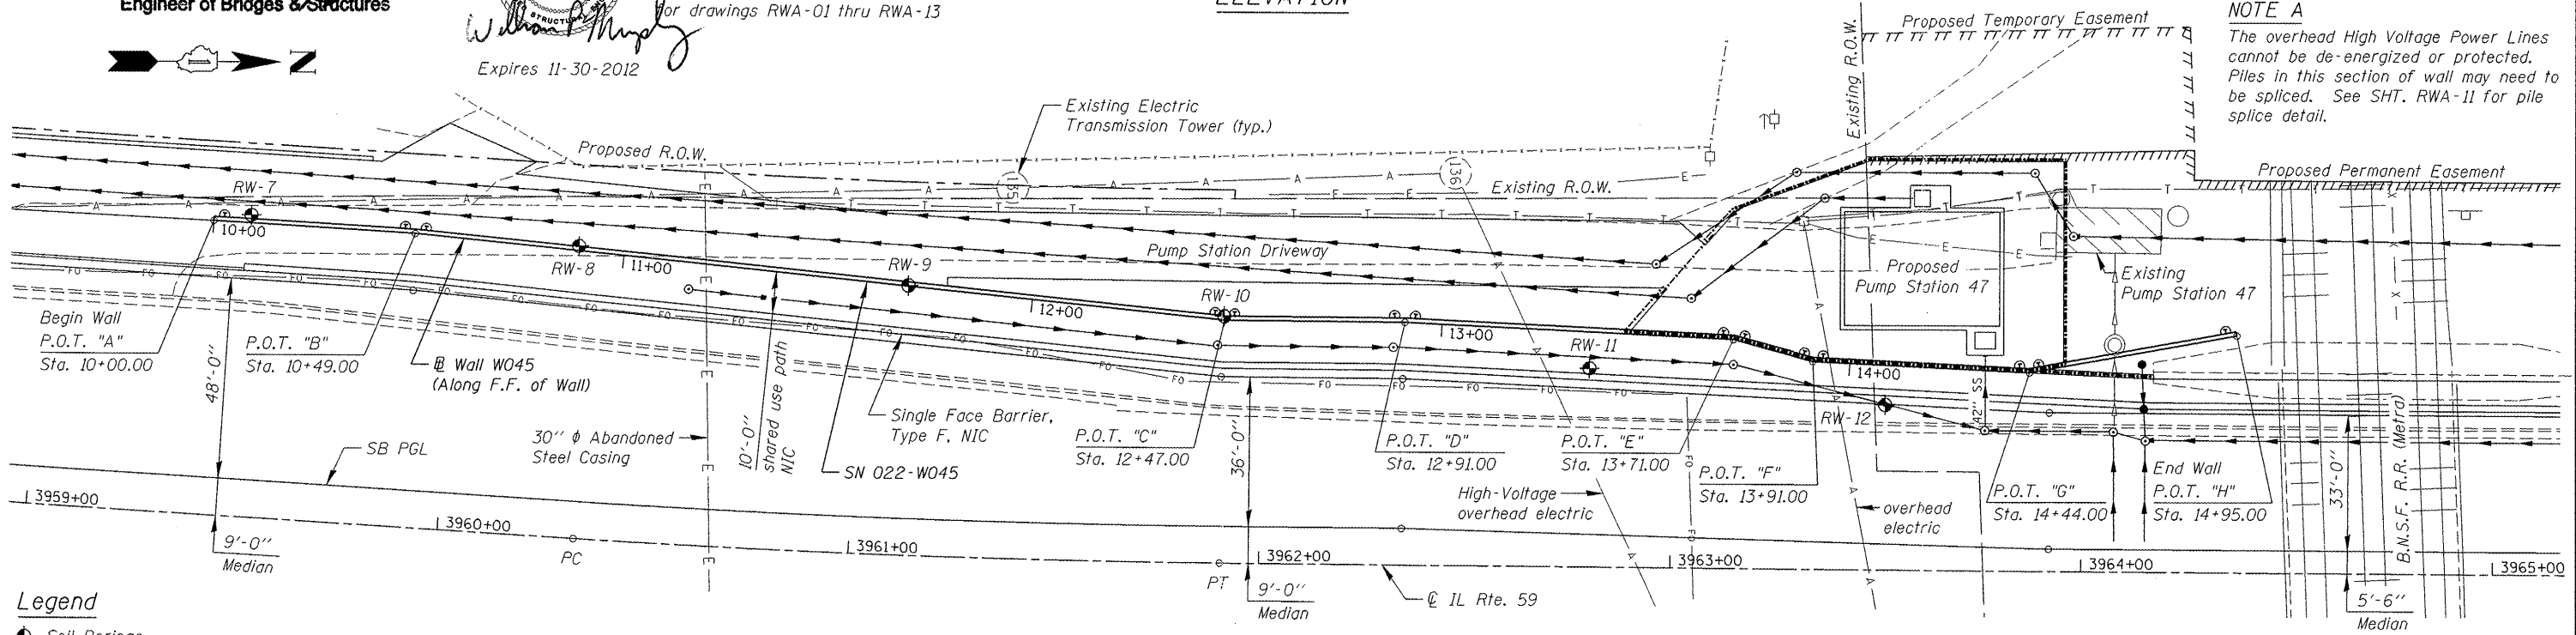 Engineer of Bridges & Structures
STRUCTURAL
William P Murphy
for drawings RWA-01 thru RWA-13
Expires 11-30-2012
ELEVATION
N
NOTE A
The overhead High Voltage Power Lines
cannot be de-energized or protected.
Piles in this section of wall may need to
be spliced. See SHT. RWA-11 for pile
splice detail.
Proposed Temporary Easement
Existing R.O.W.
Existing Electric
Transmission Tower (typ.)
Proposed R.O.W.
135
136
Existing R.O.W.
Proposed Permanent Easement
RW-7
10+00
RW-8
11+00
RW-9
12+00
RW-10
13+00
RW-11
14+00
RW-12
Pump Station Driveway
Proposed
Pump Station 47
Existing
Pump Station 47
Begin Wall
P.O.T. "A"
Sta. 10+00.00
P.O.T. "B"
Sta. 10+49.00
℄ Wall W045
(Along F.F. of Wall)
48'-0"
30" ϕ Abandoned
Steel Casing
10'-0"
shared use path
NIC
Single Face Barrier,
Type F, NIC
SN 022-W045
P.O.T. "C"
Sta. 12+47.00
36'-0"
P.O.T. "D"
Sta. 12+91.00
P.O.T. "E"
Sta. 13+71.00
P.O.T. "F"
Sta. 13+91.00
42" SS
P.O.T. "G"
Sta. 14+44.00
End Wall
P.O.T. "H"
Sta. 14+95.00
33'-0"
B.N.S.F. R.R. (Metra)
High-Voltage
overhead electric
overhead
electric
SB PGL
3959+00
3960+00
3961+00
3962+00
3963+00
3964+00
3965+00
9'-0"
Median
PC
PT
9'-0"
Median
℄ IL Rte. 59
5'-6"
Median
Legend
Soil Borings